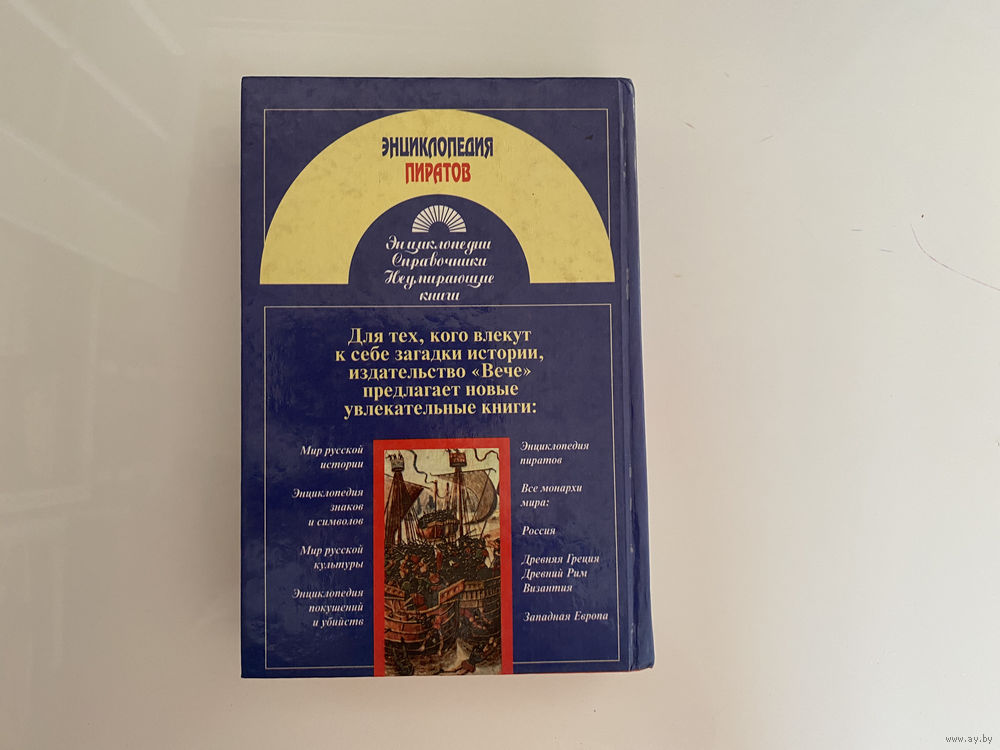 ЭНЦИКЛОПЕДИЯ
ПИРАТОВ
Энциклопедии
Справочники
Неумирающие
книги
Для тех, кого влекут
к себе загадки истории,
издательство «Вече»
предлагает новые
увлекательные книги:
Мир русской
истории
Энциклопедия
знаков
и символов
Мир русской
культуры
Энциклопедия
покушений
и убийств
Энциклопедия
пиратов
Все монархи
мира:
Россия
Древняя Греция
Древний Рим
Византия
Западная Европа
www.ay.by